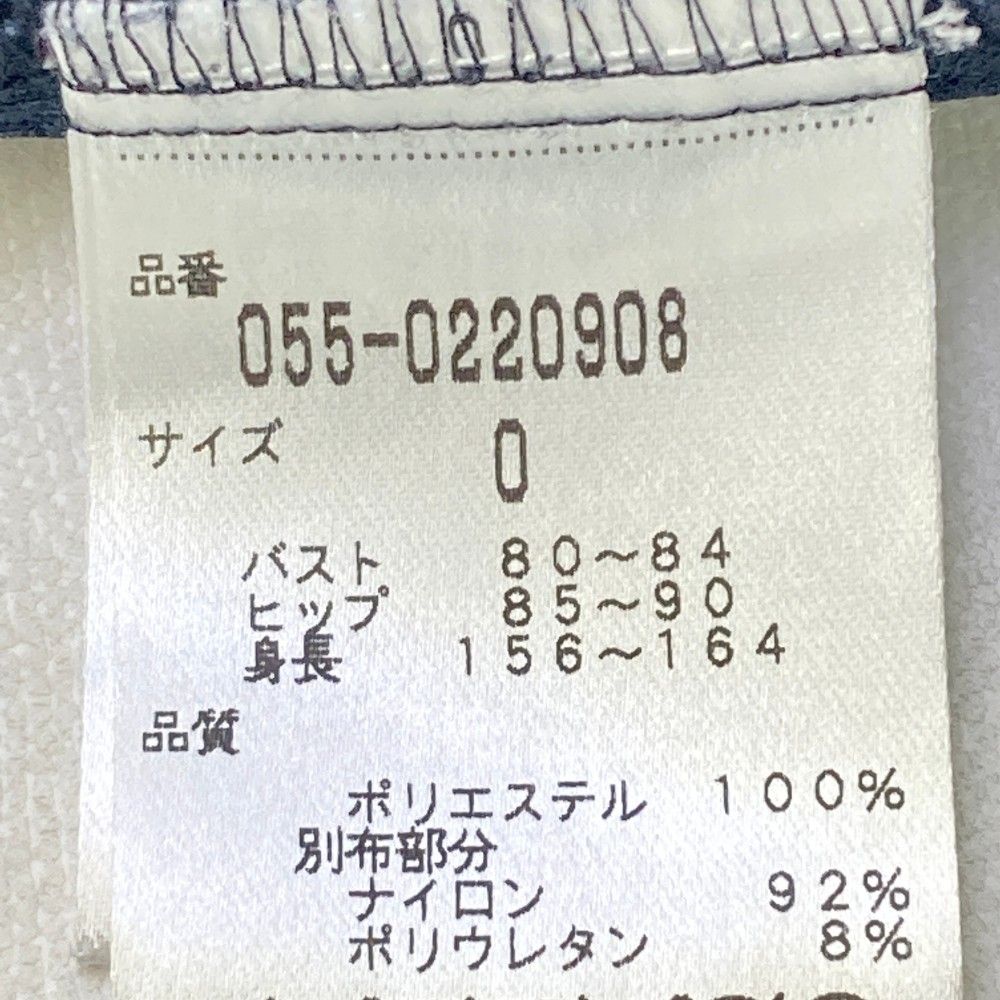 品番
055-0220908
サイズ 0
バスト 80～84
ヒップ 85～90
身長 156～164
品質
ポリエステル 100%
別布部分
ナイロン 92%
ポリウレタン 8%